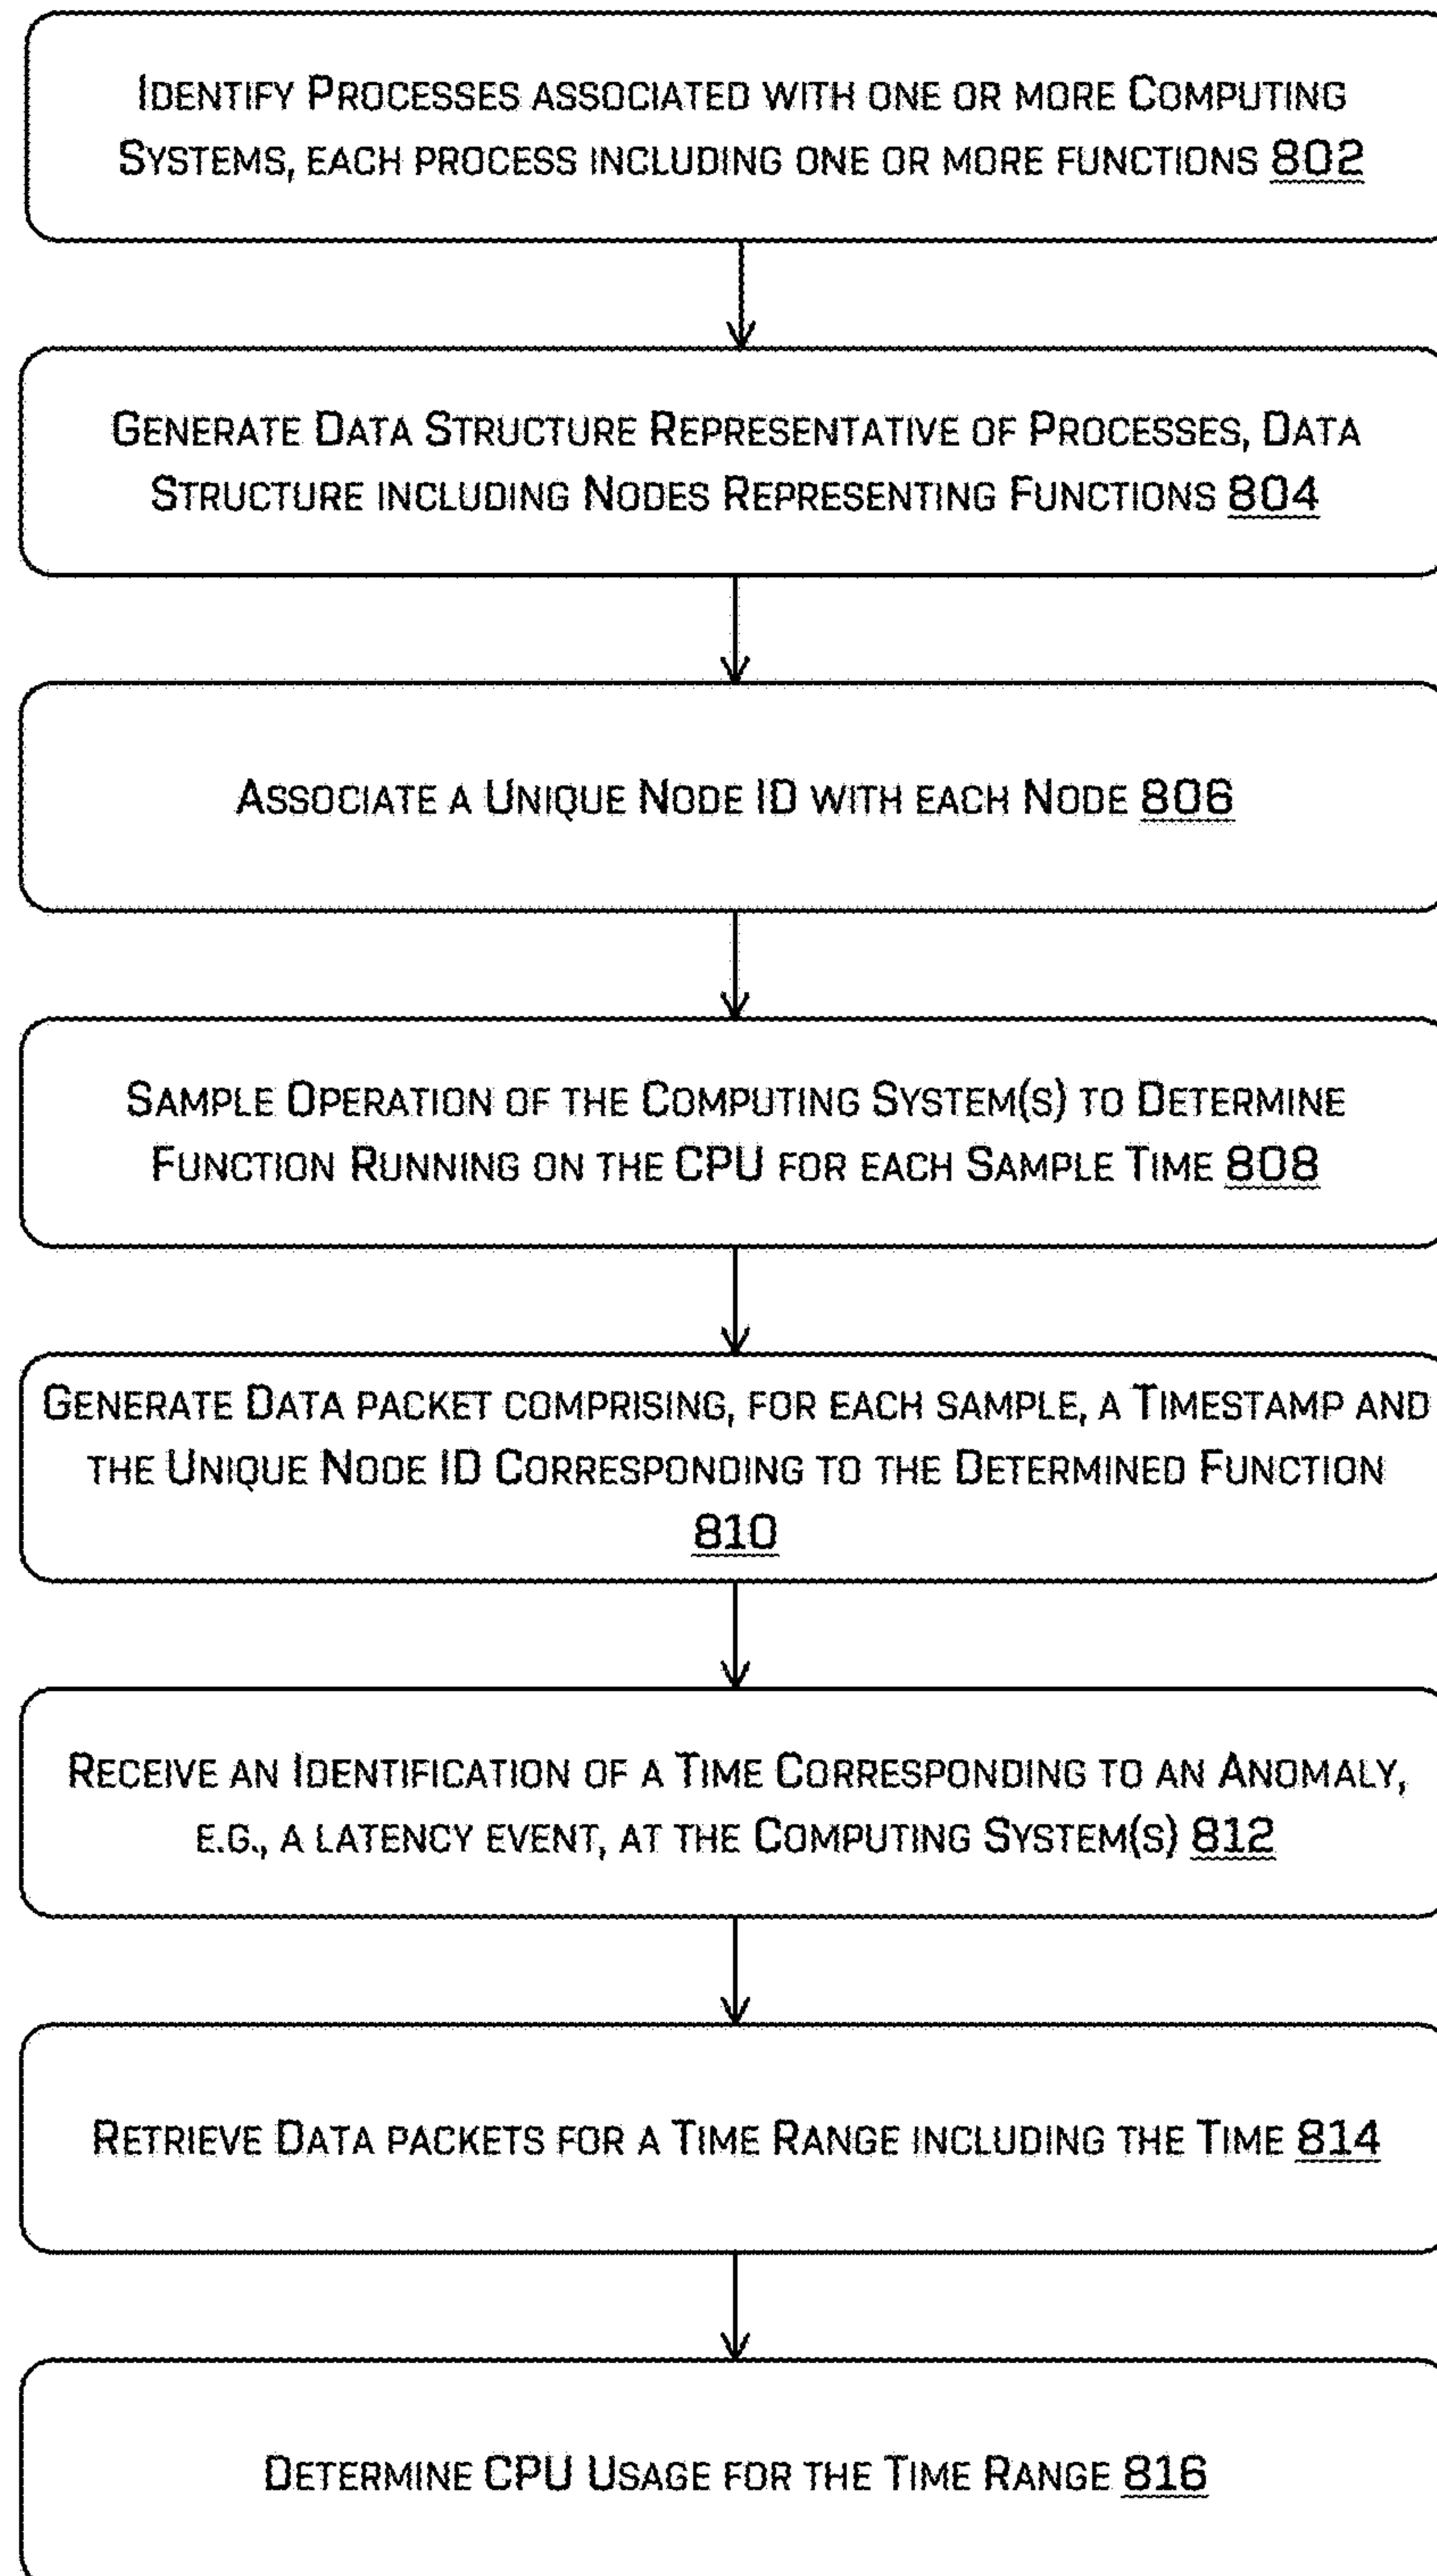 Identify Processes associated with one or more Computing
Systems, each process including one or more functions 802
Generate Data Structure Representative of Processes, Data
Structure including Nodes Representing Functions 804
Associate a Unique Node ID with each Node 806
Sample Operation of the Computing System(s) to Determine
Function Running on the CPU for each Sample Time 808
Generate Data packet comprising, for each sample, a Timestamp and
the Unique Node ID Corresponding to the Determined Function
810
Receive an Identification of a Time Corresponding to an Anomaly,
e.g., a latency event, at the Computing System(s) 812
Retrieve Data packets for a Time Range including the Time 814
Determine CPU Usage for the Time Range 816